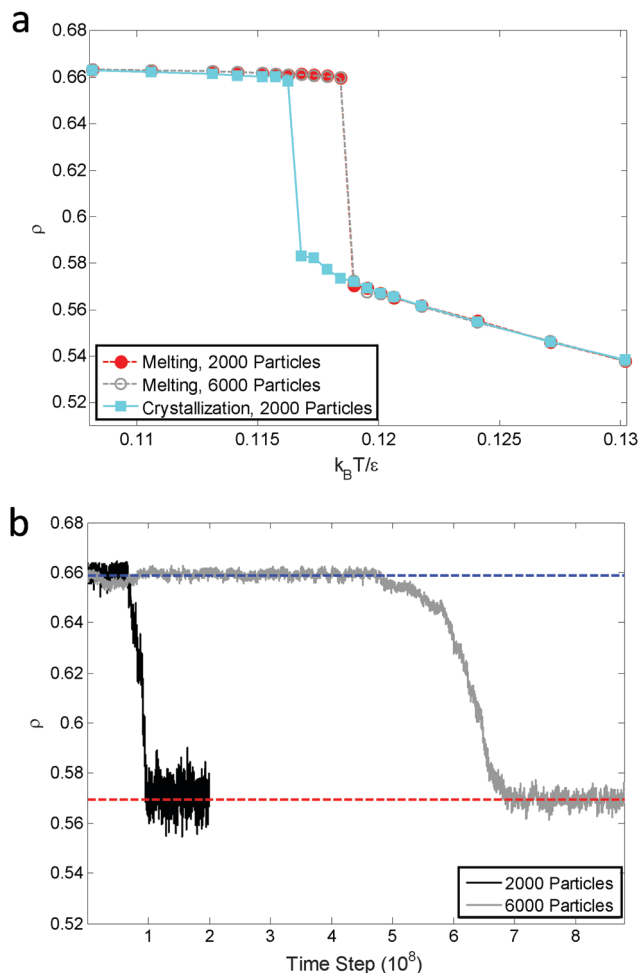 a
0.68
0.66
0.64
0.62
0.6
0.58
0.56
0.54
0.52
ρ
Melting, 2000 Particles
Melting, 6000 Particles
Crystallization, 2000 Particles
0.11
0.115
0.12
0.125
0.13
k_B T/ε
b
0.68
0.66
0.64
0.62
0.6
0.58
0.56
0.54
0.52
ρ
2000 Particles
6000 Particles
1
2
3
4
5
6
7
8
Time Step (10^8)